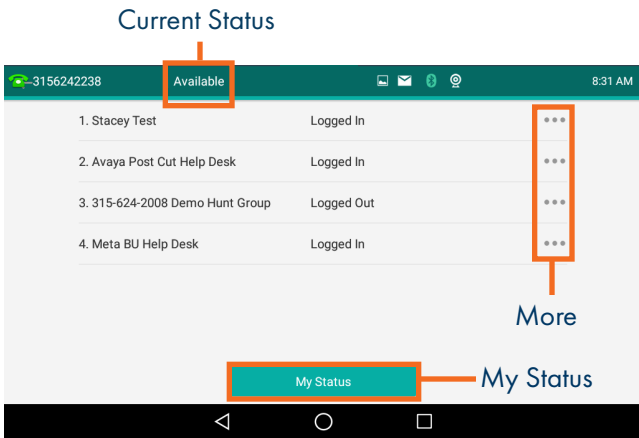 Current Status
3156242238 Available 8:31 AM
1. Stacey Test Logged In
2. Avaya Post Cut Help Desk Logged In
3. 315-624-2008 Demo Hunt Group Logged Out
4. Meta BU Help Desk Logged In
More
My Status My Status